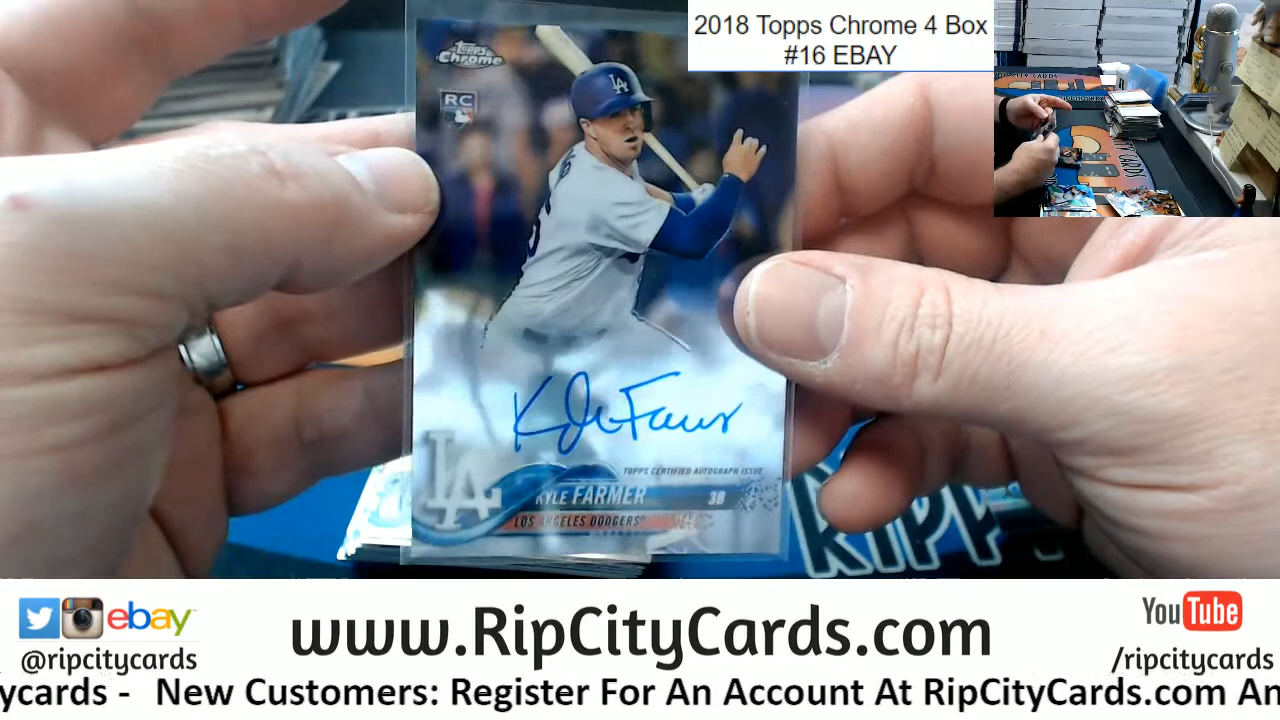 2018 Topps Chrome 4 Box
#16 EBAY
Topps
Chrome
RC
LA
TOPPS CERTIFIED AUTOGRAPH ISSUE
KYLE FARMER 3B
LOS ANGELES DODGERS
LA
RIPP
ebay
@ripcitycards
www.RipCityCards.com
YouTube
/ripcitycards
ycards - New Customers: Register For An Account At RipCityCards.com An